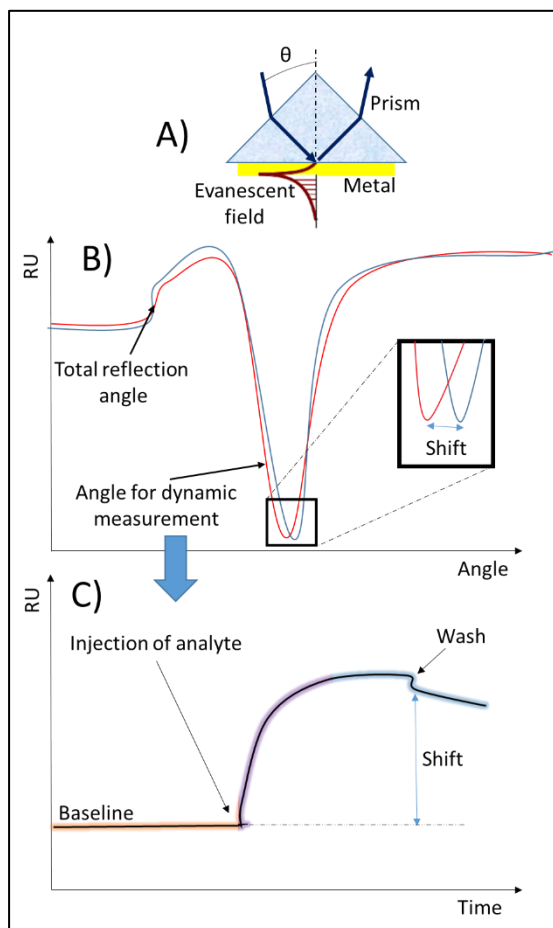 θ
A)
Prism
Evanescent
field
Metal
RU
B)
Total reflection
angle
Shift
Angle for dynamic
measurement
Angle
RU
C)
Injection of analyte
Wash
Shift
Baseline
Time